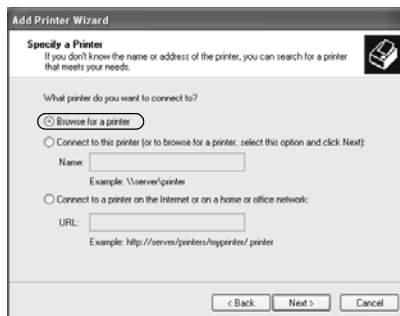 Add Printer Wizard
Specify a Printer
If you don't know the name or address of the printer, you can search for a printer
that meets your needs.
What printer do you want to connect to?
Browse for a printer
Connect to this printer (or to browse for a printer, select this option and click Next):
Name:
Example: \\server\printer
Connect to a printer on the Internet or on a home or office network:
URL:
Example: http://server/printers/myprinter/.printer
< Back Next > Cancel